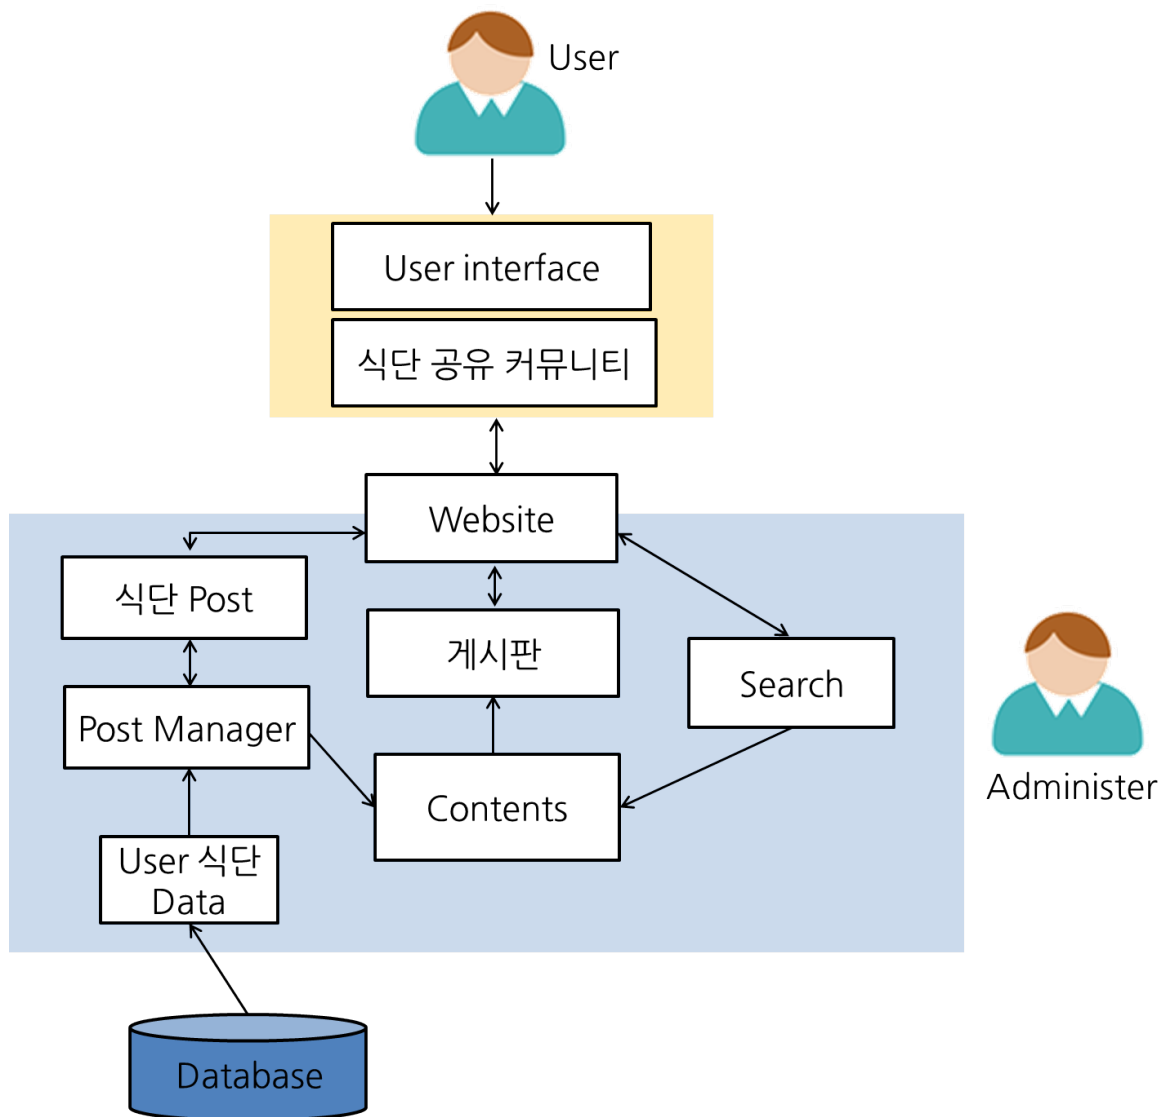 User
User interface
식단 공유 커뮤니티
Website
식단 Post
게시판
Search
Post Manager
Contents
Administer
User 식단
Data
Database